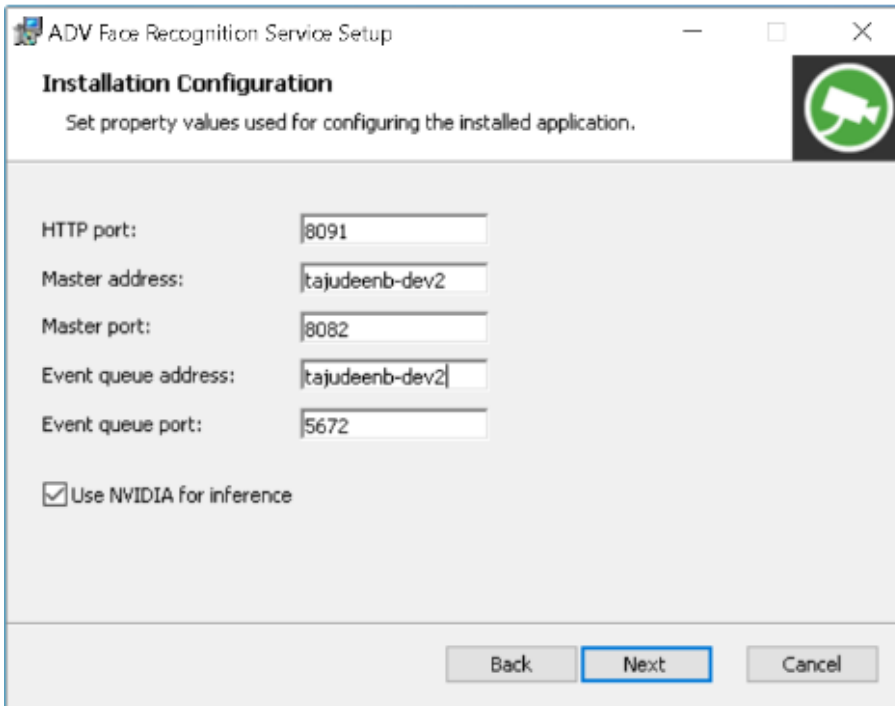 ADV Face Recognition Service Setup
Installation Configuration
Set property values used for configuring the installed application.
HTTP port: 8091
Master address: tajudeenb-dev2
Master port: 8082
Event queue address: tajudeenb-dev2
Event queue port: 5672
Use NVIDIA for inference
Back Next Cancel